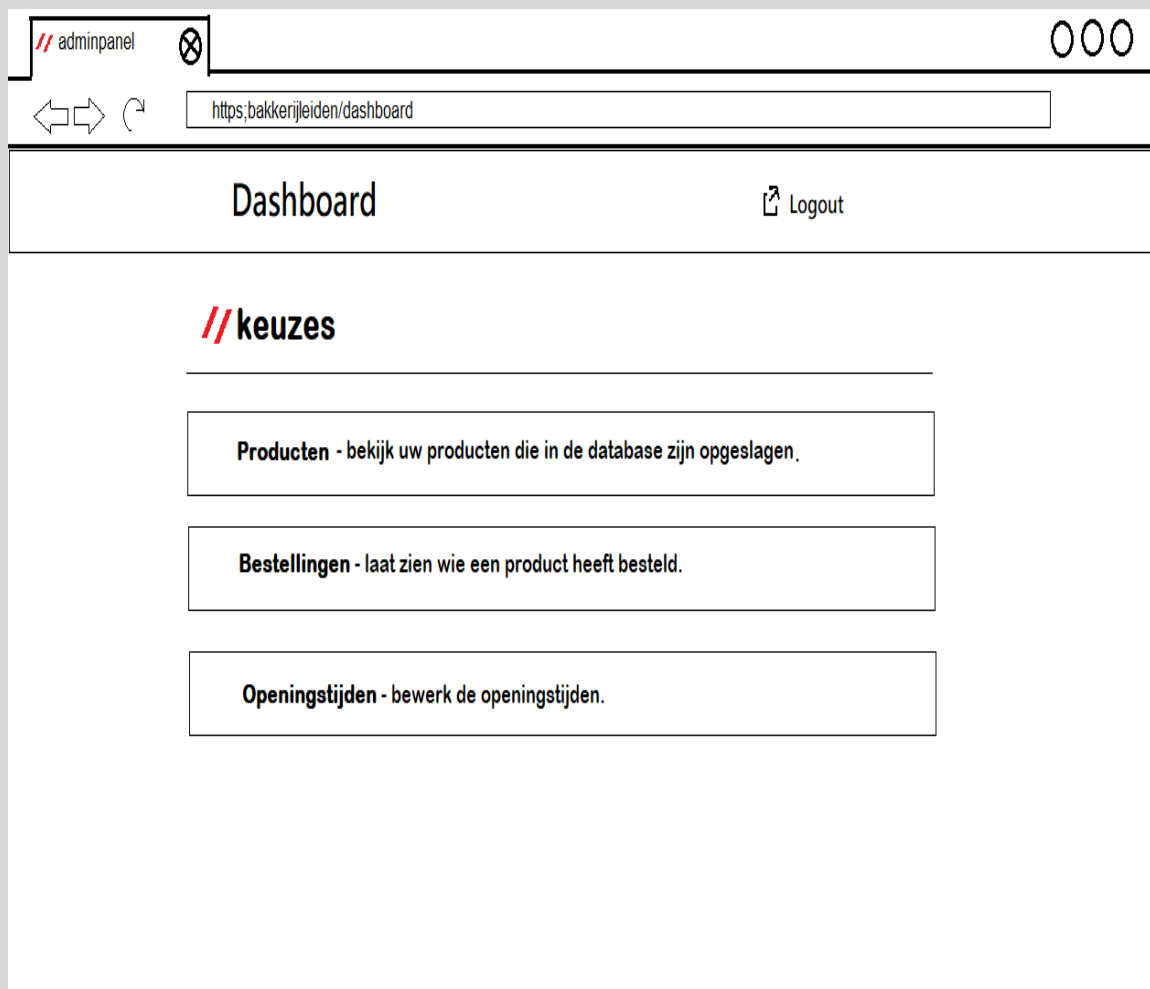 // adminpanel
https;bakkerijleiden/dashboard
Dashboard
Logout
// keuzes
Producten - bekijk uw producten die in de database zijn opgeslagen.
Bestellingen - laat zien wie een product heeft besteld.
Openingstijden - bewerk de openingstijden.